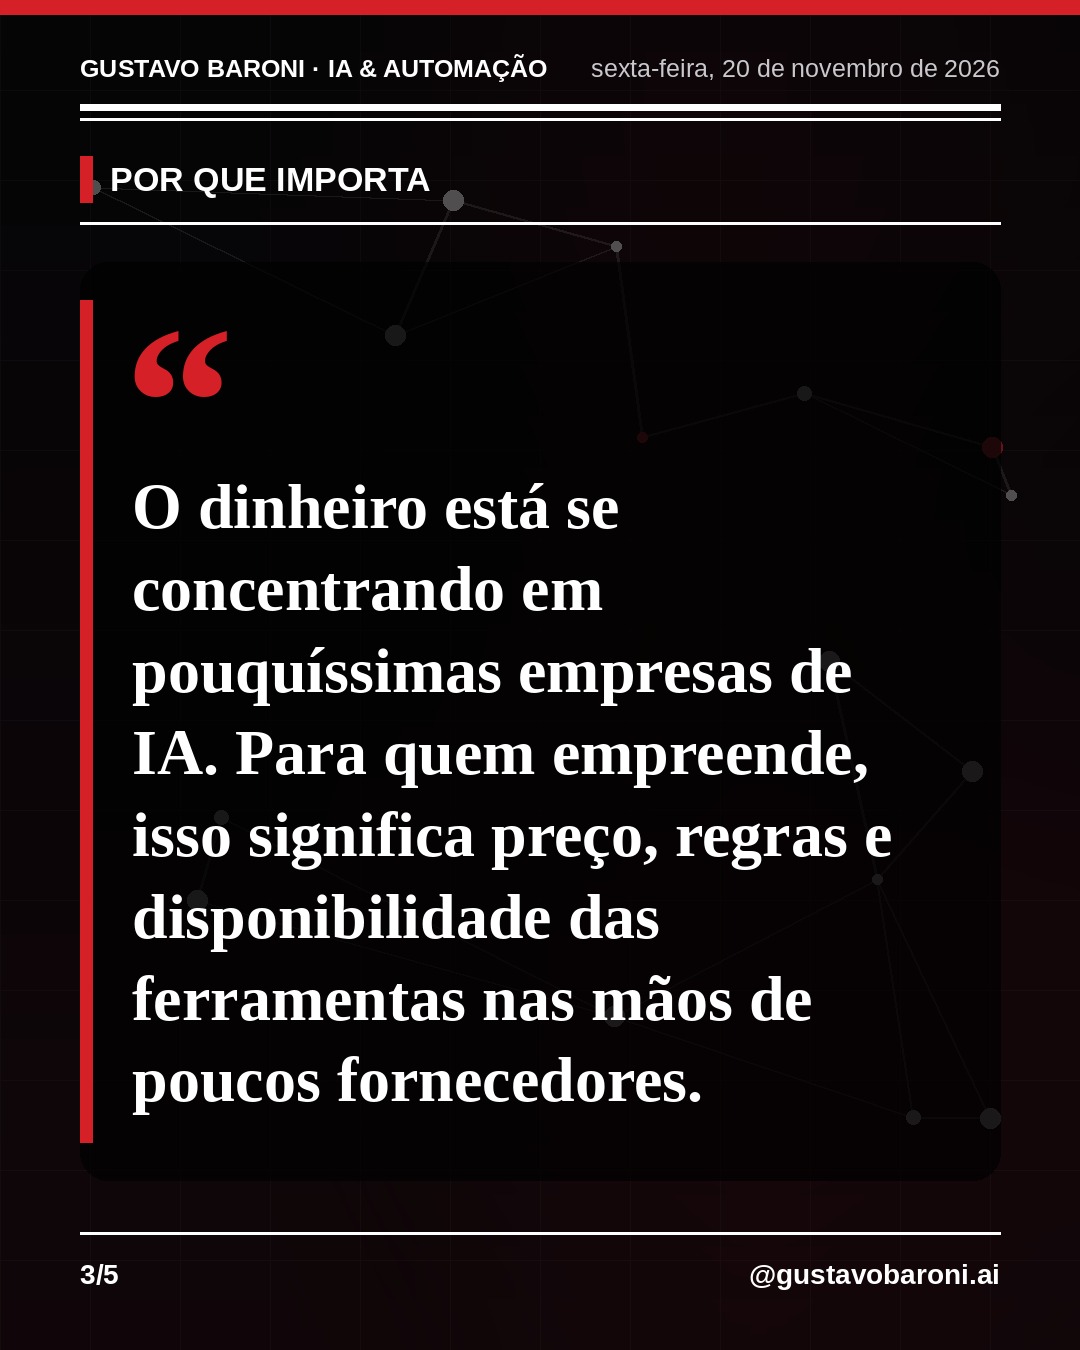 GUSTAVO BARONI · IA & AUTOMAÇÃO
sexta-feira, 20 de novembro de 2026
POR QUE IMPORTA
“
O dinheiro está se
concentrando em
pouquíssimas empresas de
IA. Para quem empreende,
isso significa preço, regras e
disponibilidade das
ferramentas nas mãos de
poucos fornecedores.
3/5
@gustavobaroni.ai